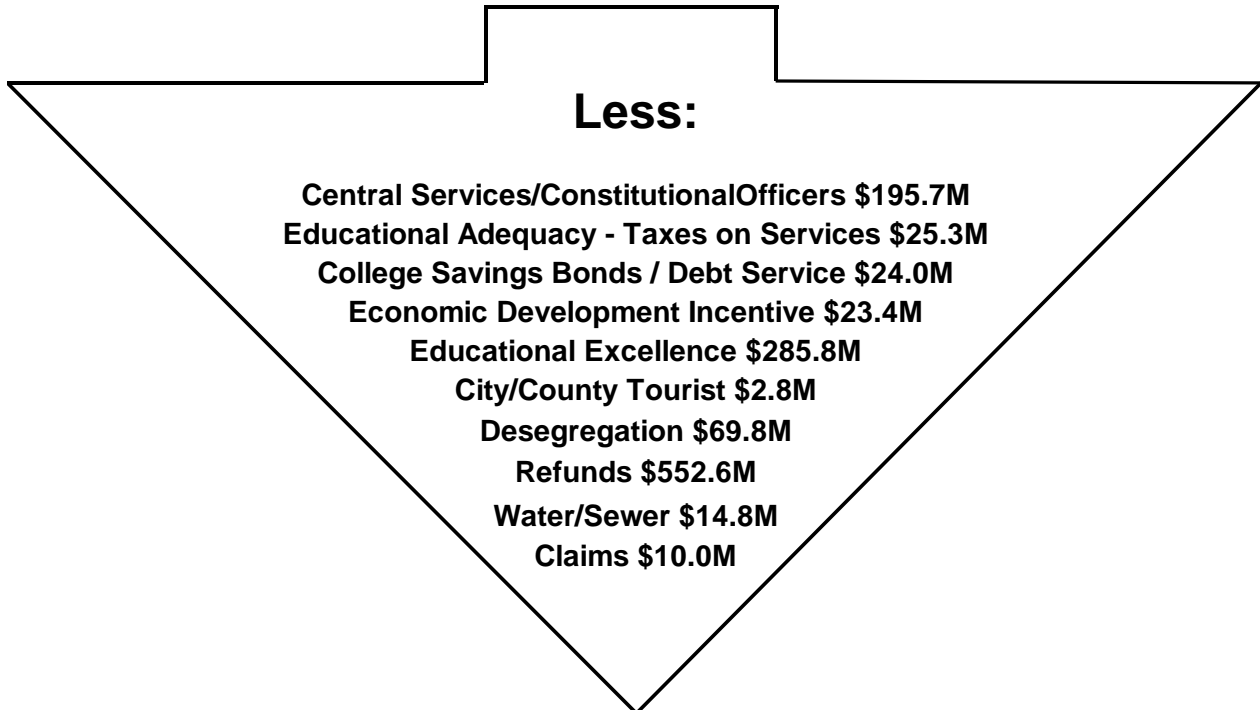 Less:
Central Services/ConstitutionalOfficers $195.7M
Educational Adequacy - Taxes on Services $25.3M
College Savings Bonds / Debt Service $24.0M
Economic Development Incentive $23.4M
Educational Excellence $285.8M
City/County Tourist $2.8M
Desegregation $69.8M
Refunds $552.6M
Water/Sewer $14.8M
Claims $10.0M